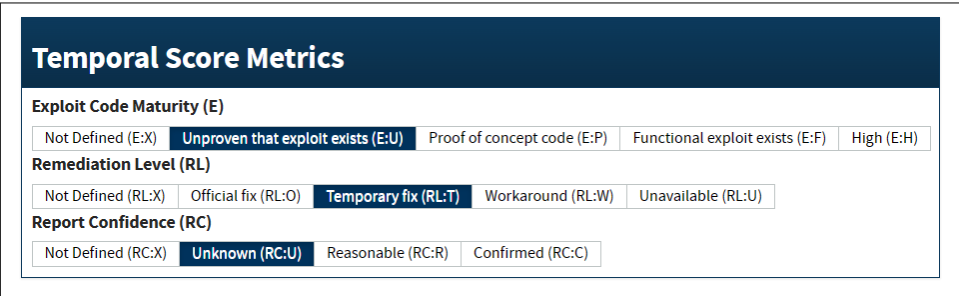 Temporal Score Metrics
Exploit Code Maturity (E)
Not Defined (E:X) Unproven that exploit exists (E:U) Proof of concept code (E:P) Functional exploit exists (E:F) High (E:H)
Remediation Level (RL)
Not Defined (RL:X) Official fix (RL:O) Temporary fix (RL:T) Workaround (RL:W) Unavailable (RL:U)
Report Confidence (RC)
Not Defined (RC:X) Unknown (RC:U) Reasonable (RC:R) Confirmed (RC:C)